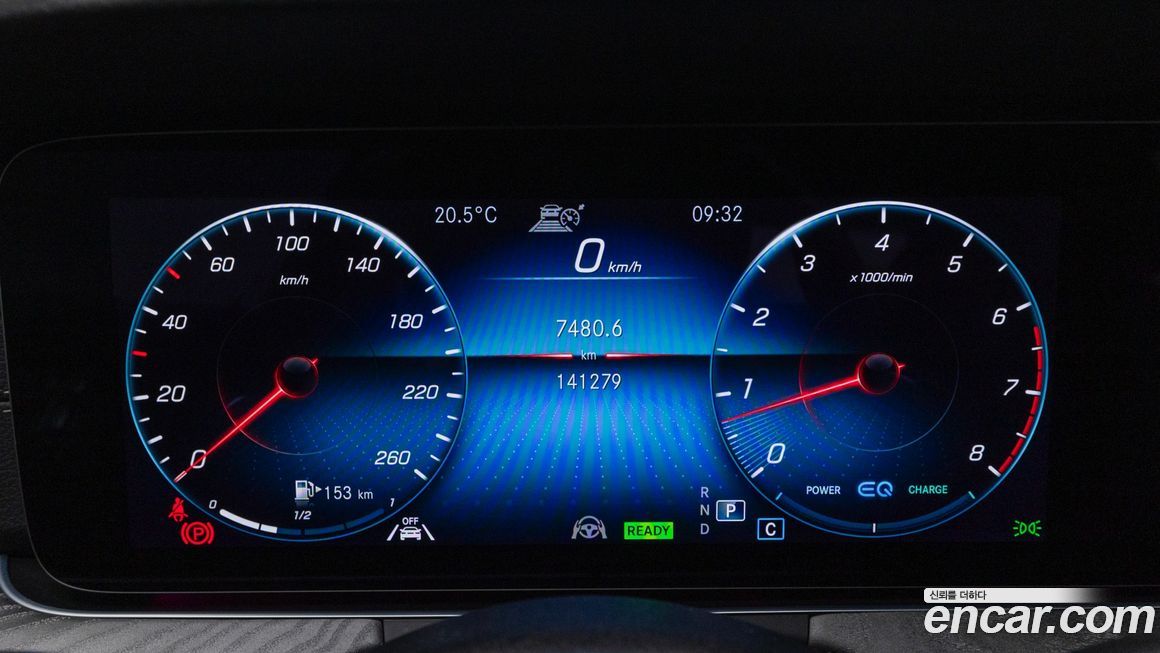 20.5°C
09:32
0 km/h
7480.6
km
141279
100
60
140
km/h
40
180
20
220
0
260
153 km
0
1/2
1
OFF
READY
R
N P
D
C
4
3
5
x 1000/min
2
6
1
7
0
8
POWER EQ CHARGE
신뢰를 더하다
encar.com